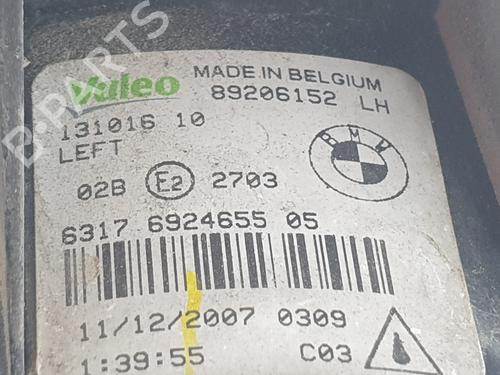 Valeo MADE IN BELGIUM
89206152 LH
131016 10
LEFT
BMW
02B E2 2703
6317 6924655 05
11/12/2007 0309
1:39:55 C03
B-PARTS